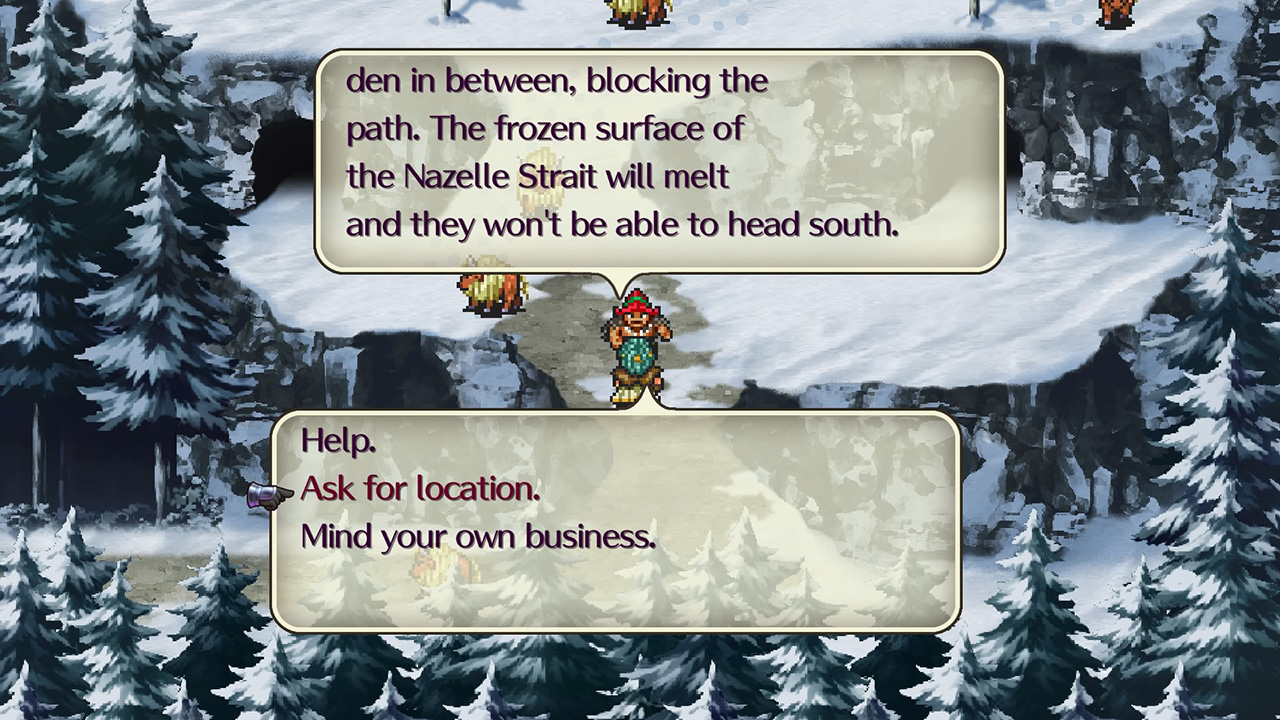 den in between, blocking the
path. The frozen surface of
the Nazelle Strait will melt
and they won't be able to head south.
Help.
Ask for location.
Mind your own business.